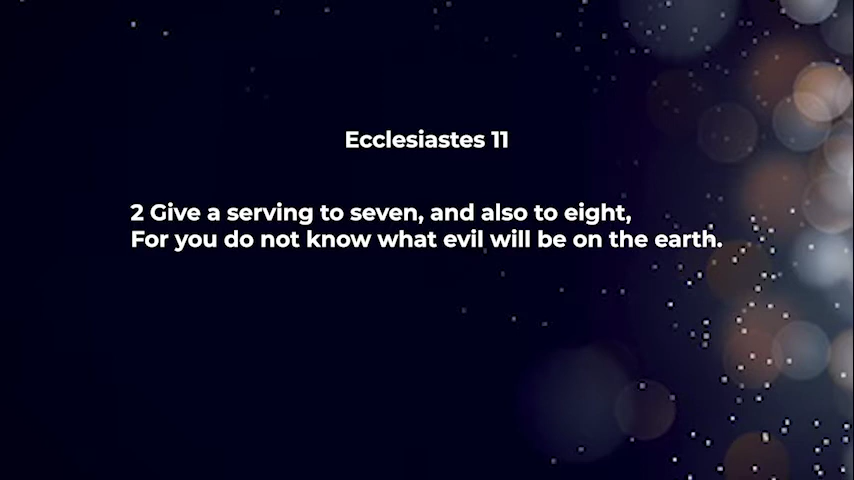 Ecclesiastes 11
2 Give a serving to seven, and also to eight,
For you do not know what evil will be on the earth.